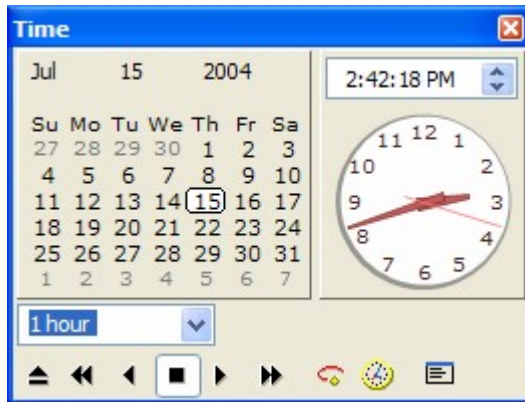 Time
Jul 15 2004
2:42:18 PM
Su Mo Tu We Th Fr Sa
27 28 29 30 1 2 3
4 5 6 7 8 9 10
11 12 13 14 15 16 17
18 19 20 21 22 23 24
25 26 27 28 29 30 31
1 2 3 4 5 6 7
12
1
2
3
4
5
6
7
8
9
10
11
1 hour